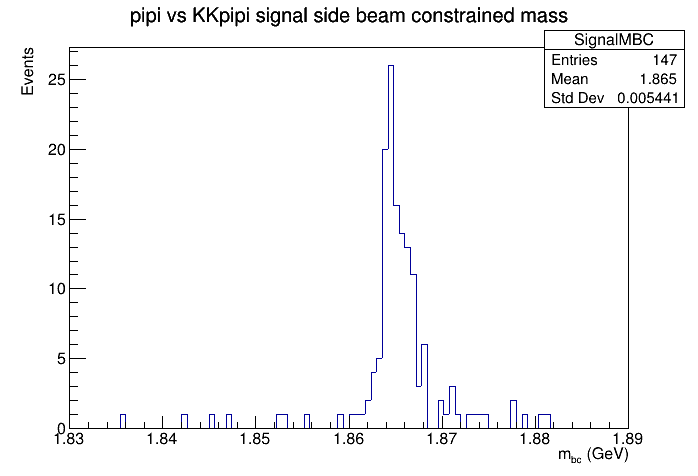 pipi vs KKpipi signal side beam constrained mass
SignalMBC
Entries 147
Mean 1.865
Std Dev 0.005441
Events
25
20
15
10
5
0
1.83 1.84 1.85 1.86 1.87 1.88 1.89
m_bc (GeV)